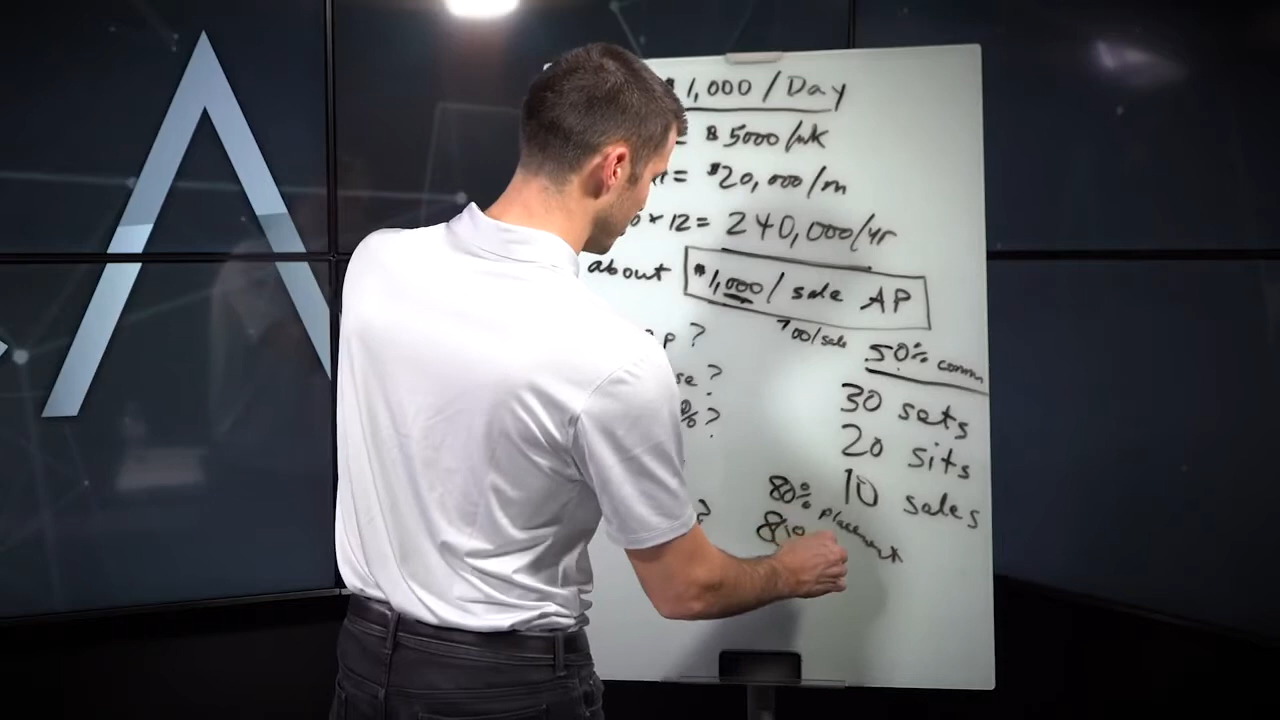 $1,000/Day
= $5000/wk
= $20,000/m
0 × 12 = 240,000/yr
about $1,000/sale AP
700/sale
50% comm
?
se?
%?
30 sets
20 sits
80% placement
10 sales
?